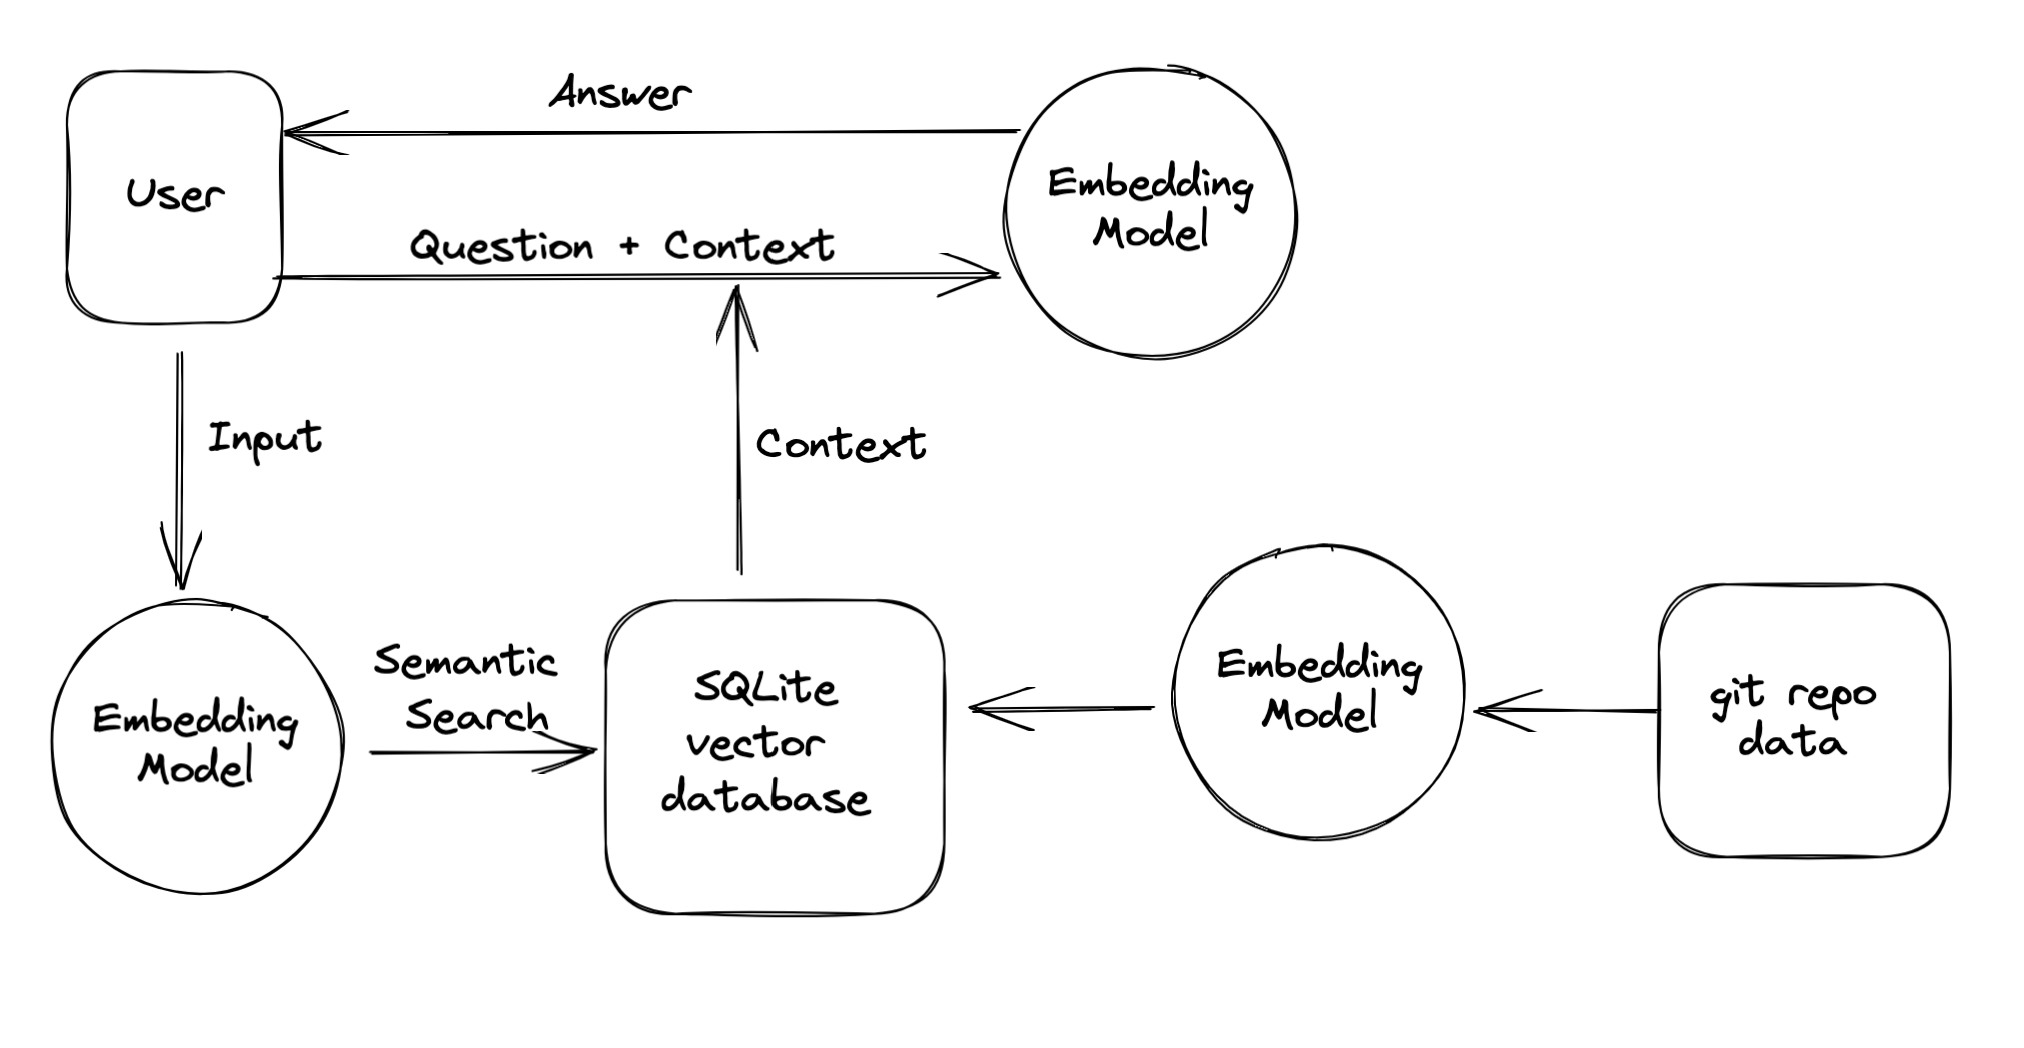 Answer
User
Embedding
Model
Question + Context
Input
Context
Semantic
Search
Embedding
Model
SQLite
vector
database
Embedding
Model
git repo
data